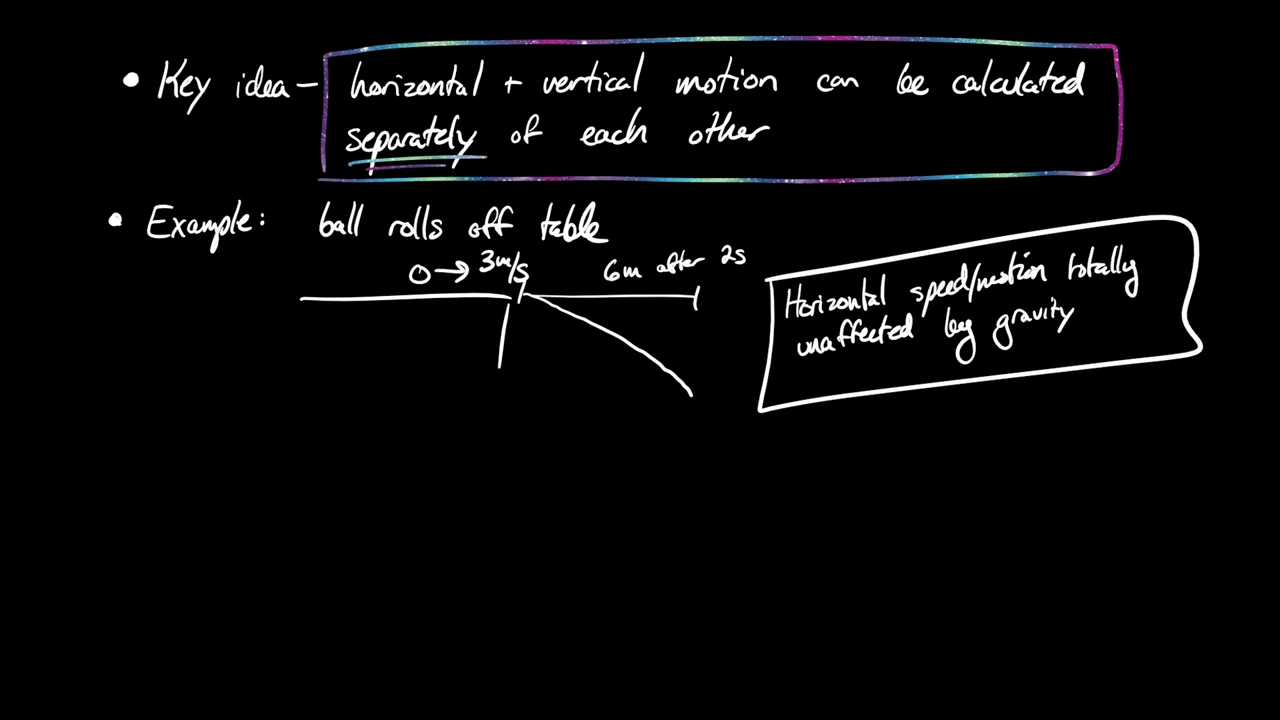 • Key idea – horizontal + vertical motion can be calculated
separately of each other
• Example: ball rolls off table
→ 3m/s
6m after 2s
Horizontal speed/motion totally
unaffected by gravity